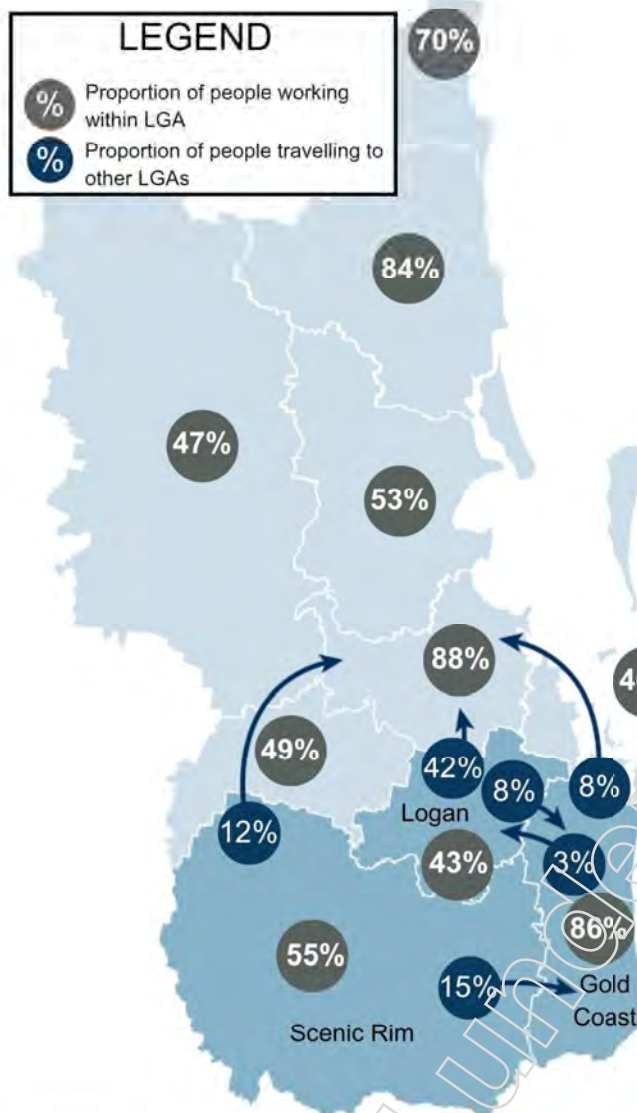 LEGEND
% Proportion of people working
within LGA
% Proportion of people travelling to
other LGAs
70%
84%
47%
53%
88%
49%
42%
8%
8%
12%
Logan
43%
3%
55%
86%
15%
Gold
Coast
Scenic Rim